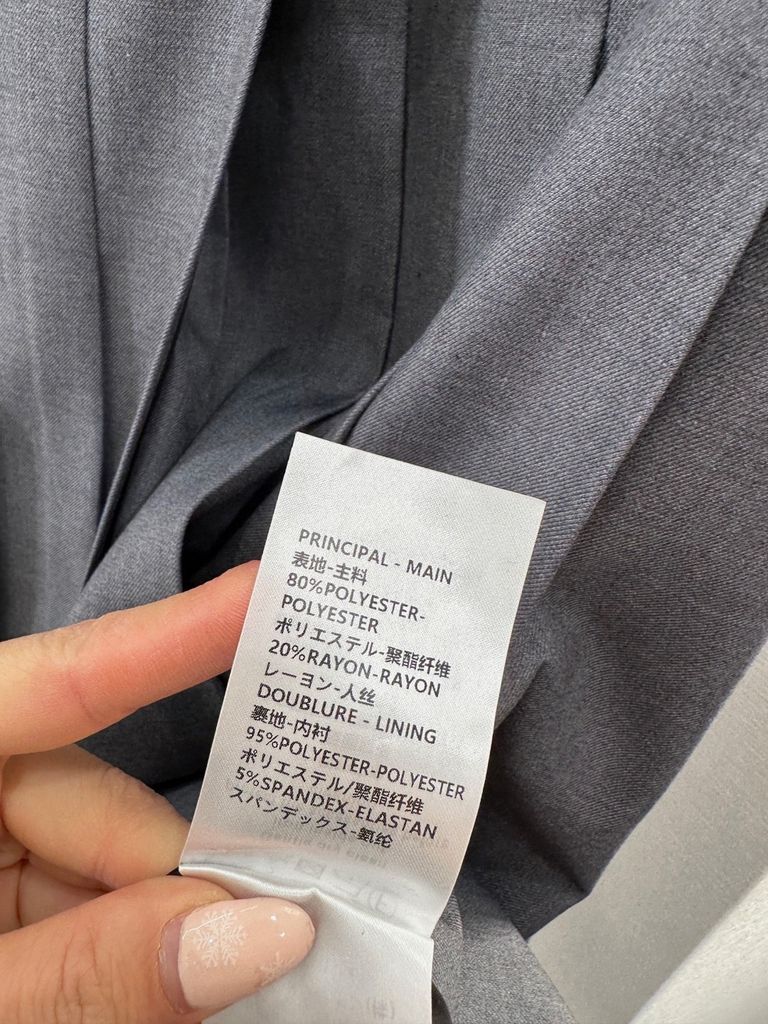 PRINCIPAL - MAIN
表地-主料
80%POLYESTER-
POLYESTER
ポリエステル-聚酯纤维
20%RAYON-RAYON
レーヨン-人丝
DOUBLURE - LINING
裹地-内衬
95%POLYESTER-POLYESTER
ポリエステル/聚酯纤维
5%SPANDEX-ELASTAN
スパンデックス-氨纶